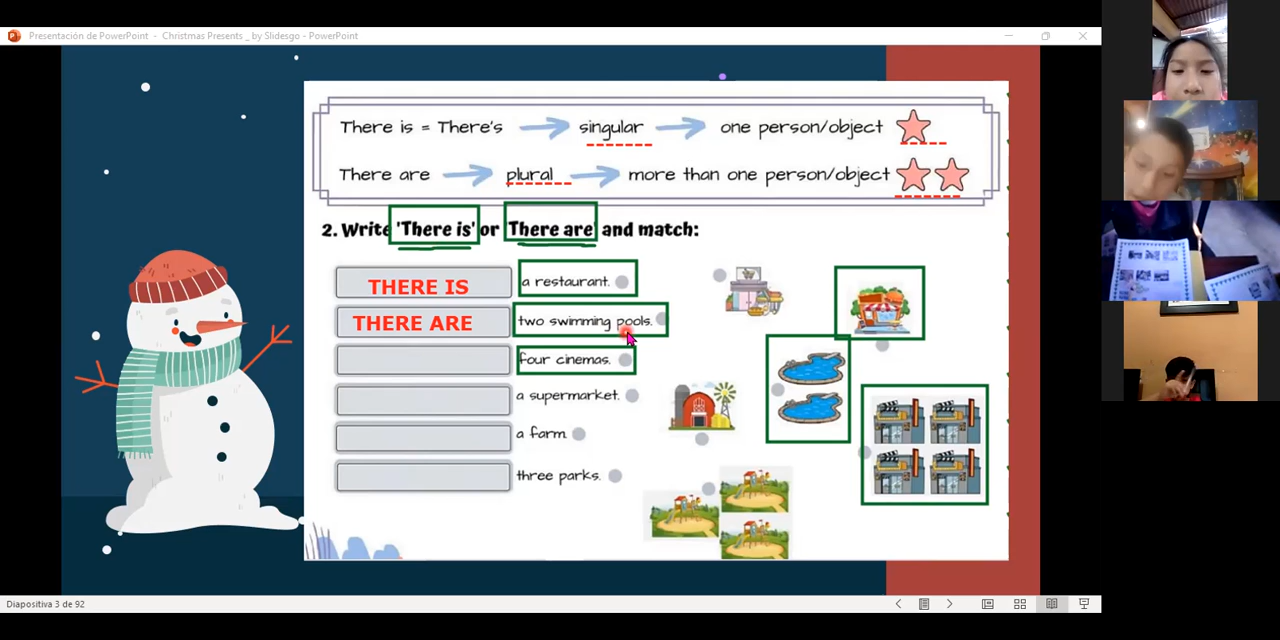 Presentación de PowerPoint - Christmas Presents _ by Slidesgo - PowerPoint
There is = There's singular one person/object
There are plural more than one person/object
2. Write 'There is' or 'There are' and match:
THERE IS a restaurant.
THERE ARE two swimming pools.
four cinemas.
a supermarket.
a farm.
three parks.
Diapositiva 3 de 92